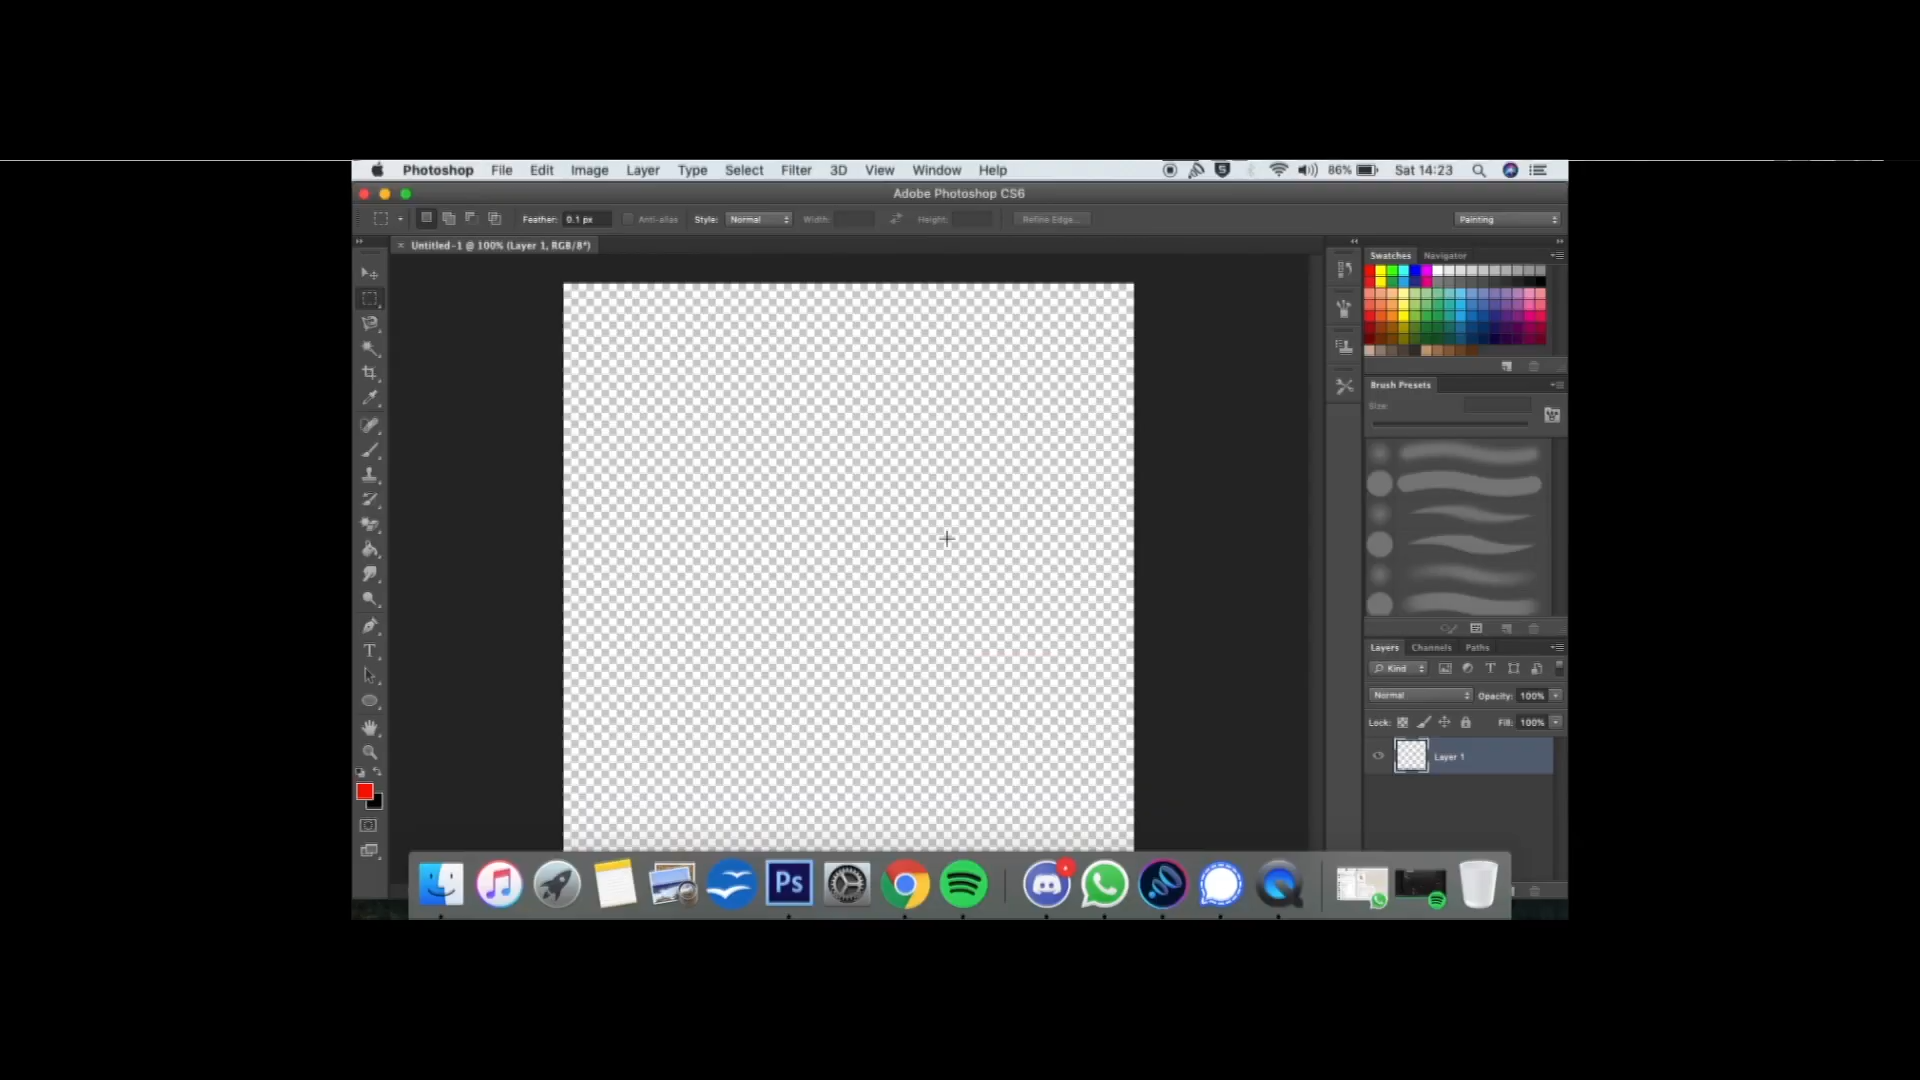 Photoshop File Edit Image Layer Type Select Filter 3D View Window Help 86% Sat 14:23
Adobe Photoshop CS6
Feather: 0.1 px Anti-alias Style: Normal Width: Height: Refine Edge... Painting
Untitled-1 @ 100% (Layer 1, RGB/8*)
Swatches Navigator
Brush Presets
Size
Layers Channels Paths
Kind
Normal Opacity: 100%
Lock: Fill: 100%
Layer 1
Ps